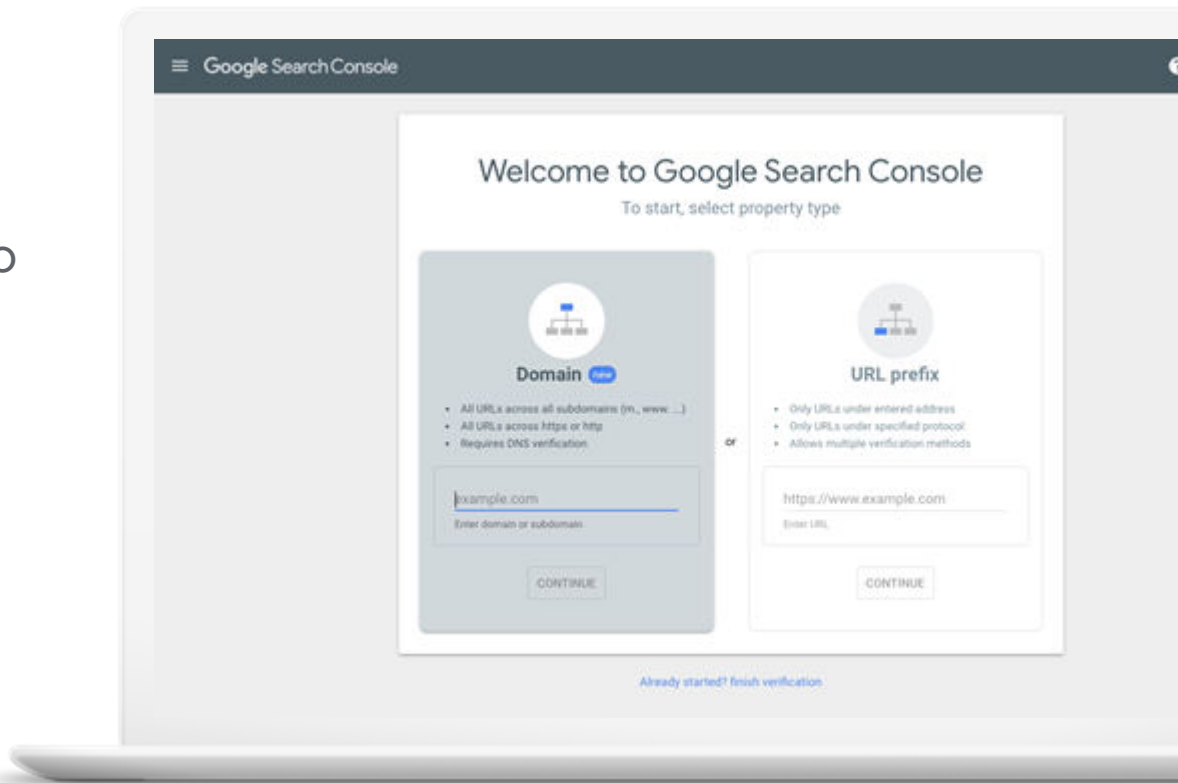 Google Search Console
Welcome to Google Search Console
To start, select property type
Domain new
• All URLs across all subdomains (m., www. ...)
• All URLs across https or http
• Requires DNS verification
example.com
Enter domain or subdomain
CONTINUE
or
URL prefix
• Only URLs under entered address
• Only URLs under specified protocol
• Allows multiple verification methods
https://www.example.com
Enter URL
CONTINUE
Already started? finish verification